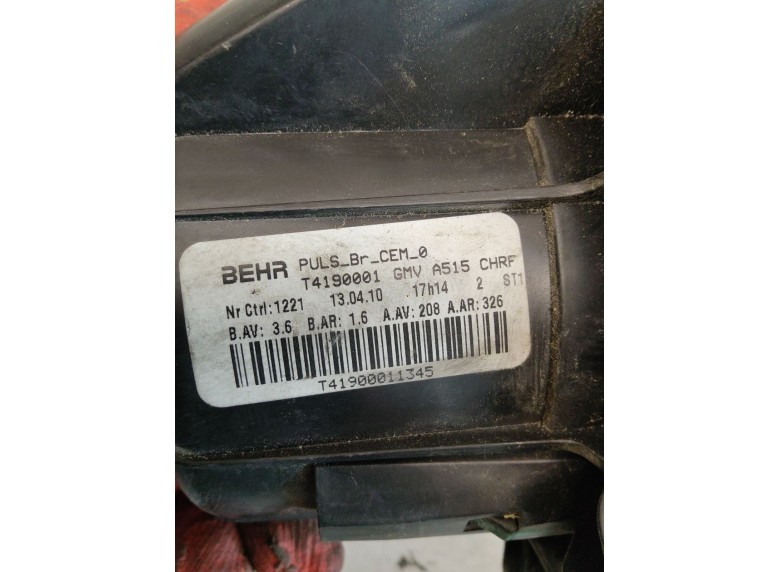 BEHR PULS_Br_CEM_0
T4190001 GMV A515 CHRF
Nr Ctrl:1221 13.04.10 17h14 2 ST1
B.AV: 3.6 B.AR: 1.6 A.AV: 208 A.AR: 326
T41900011345